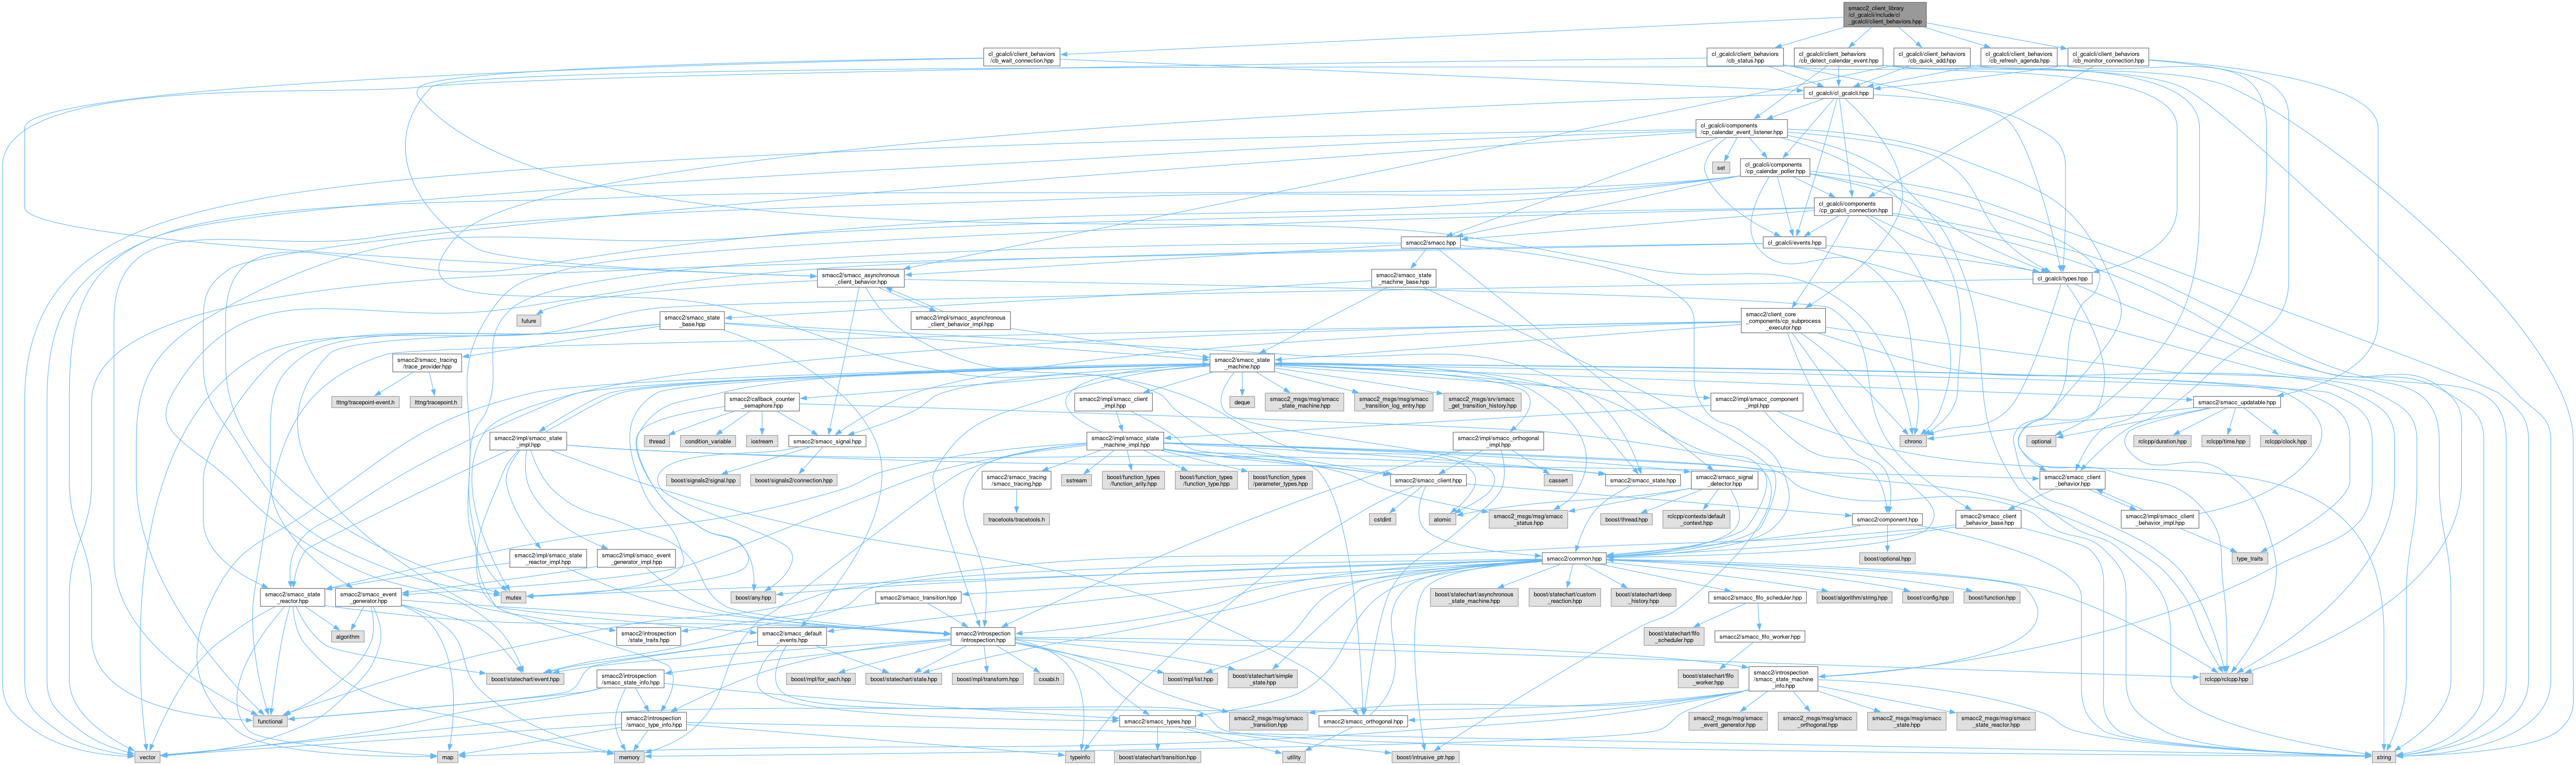 smacc2_client_library
/cl_gcalcli/include/cl
_gcalcli/client_behaviors.hpp
cl_gcalcli/client_behaviors
/cb_wait_connection.hpp
cl_gcalcli/client_behaviors
/cb_status.hpp
cl_gcalcli/client_behaviors
/cb_detect_calendar_event.hpp
cl_gcalcli/client_behaviors
/cb_quick_add.hpp
cl_gcalcli/client_behaviors
/cb_refresh_agenda.hpp
cl_gcalcli/client_behaviors
/cb_monitor_connection.hpp
cl_gcalcli/cl_gcalcli.hpp
cl_gcalcli/components
/cp_calendar_event_listener.hpp
set
cl_gcalcli/components
/cp_calendar_poller.hpp
cl_gcalcli/components
/cp_gcalcli_connection.hpp
smacc2/smacc.hpp
cl_gcalcli/events.hpp
smacc2/smacc_asynchronous
_client_behavior.hpp
smacc2/smacc_state
_machine_base.hpp
cl_gcalcli/types.hpp
smacc2/smacc_state
_base.hpp
future
smacc2/impl/smacc_asynchronous
_client_behavior_impl.hpp
smacc2/client_core
_components/cp_subprocess
_executor.hpp
smacc2/smacc_tracing
/trace_provider.hpp
smacc2/smacc_state
_machine.hpp
lttng/tracepoint-event.h
lttng/tracepoint.h
smacc2/callback_counter
_semaphore.hpp
smacc2/impl/smacc_client
_impl.hpp
deque
smacc2_msgs/msg/smacc
_state_machine.hpp
smacc2_msgs/msg/smacc
_transition_log_entry.hpp
smacc2_msgs/srv/smacc
_get_transition_history.hpp
smacc2/impl/smacc_component
_impl.hpp
smacc2/smacc_updatable.hpp
smacc2/impl/smacc_state
_impl.hpp
thread
condition_variable
iostream
smacc2/smacc_signal.hpp
smacc2/impl/smacc_state
_machine_impl.hpp
smacc2/impl/smacc_orthogonal
_impl.hpp
chrono
optional
rclcpp/duration.hpp
rclcpp/time.hpp
rclcpp/clock.hpp
boost/signals2/signal.hpp
boost/signals2/connection.hpp
smacc2/smacc_tracing
/smacc_tracing.hpp
sstream
boost/function_types
/function_arity.hpp
boost/function_types
/function_type.hpp
boost/function_types
/parameter_types.hpp
cassert
smacc2/smacc_client.hpp
smacc2/smacc_state.hpp
smacc2/smacc_signal
_detector.hpp
smacc2/smacc_client
_behavior.hpp
tracetools/tracetools.h
cstdint
atomic
smacc2_msgs/msg/smacc
_status.hpp
boost/thread.hpp
rclcpp/contexts/default
_context.hpp
smacc2/component.hpp
smacc2/smacc_client
_behavior_base.hpp
smacc2/impl/smacc_client
_behavior_impl.hpp
smacc2/impl/smacc_state
_reactor_impl.hpp
smacc2/impl/smacc_event
_generator_impl.hpp
smacc2/common.hpp
boost/optional.hpp
type_traits
smacc2/smacc_state
_reactor.hpp
smacc2/smacc_event
_generator.hpp
mutex
boost/any.hpp
smacc2/smacc_transition.hpp
boost/statechart/asynchronous
_state_machine.hpp
boost/statechart/custom
_reaction.hpp
boost/statechart/deep
_history.hpp
smacc2/smacc_fifo_scheduler.hpp
boost/algorithm/string.hpp
boost/config.hpp
boost/function.hpp
algorithm
smacc2/introspection
/state_traits.hpp
smacc2/smacc_default
_events.hpp
smacc2/introspection
/introspection.hpp
boost/statechart/fifo
_scheduler.hpp
smacc2/smacc_fifo_worker.hpp
boost/statechart/event.hpp
smacc2/introspection
/smacc_state_info.hpp
boost/mpl/for_each.hpp
boost/statechart/state.hpp
boost/mpl/transform.hpp
cxxabi.h
boost/mpl/list.hpp
boost/statechart/simple
_state.hpp
boost/statechart/fifo
_worker.hpp
smacc2/introspection
/smacc_state_machine
_info.hpp
rclcpp/rclcpp.hpp
functional
smacc2/introspection
/smacc_type_info.hpp
smacc2/smacc_types.hpp
smacc2_msgs/msg/smacc
_transition.hpp
smacc2/smacc_orthogonal.hpp
smacc2_msgs/msg/smacc
_event_generator.hpp
smacc2_msgs/msg/smacc
_orthogonal.hpp
smacc2_msgs/msg/smacc
_state.hpp
smacc2_msgs/msg/smacc
_state_reactor.hpp
vector
map
memory
typeinfo
boost/statechart/transition.hpp
utility
boost/intrusive_ptr.hpp
string